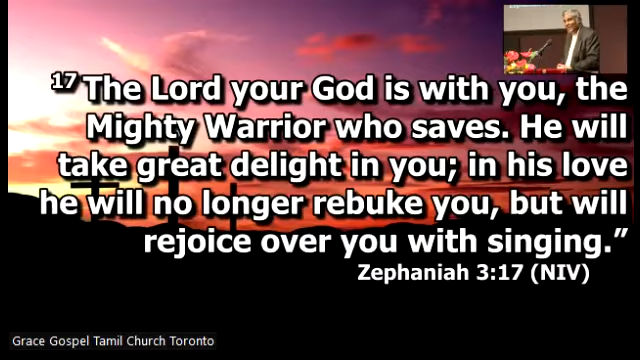 17 The Lord your God is with you, the
Mighty Warrior who saves. He will
take great delight in you; in his love
he will no longer rebuke you, but will
rejoice over you with singing.”
Zephaniah 3:17 (NIV)
Grace Gospel Tamil Church Toronto